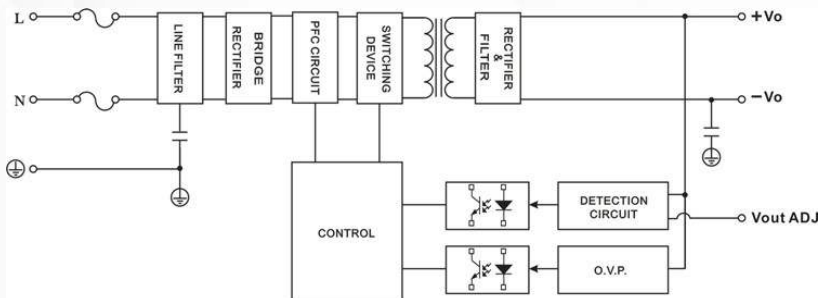 L
LINE FILTER
BRIDGE
RECTIFIER
PFC CIRCUIT
SWITCHING
DEVICE
RECTIFIER
&
FILTER
+Vo
N
−Vo
CONTROL
DETECTION
CIRCUIT
Vout ADJ
O.V.P.